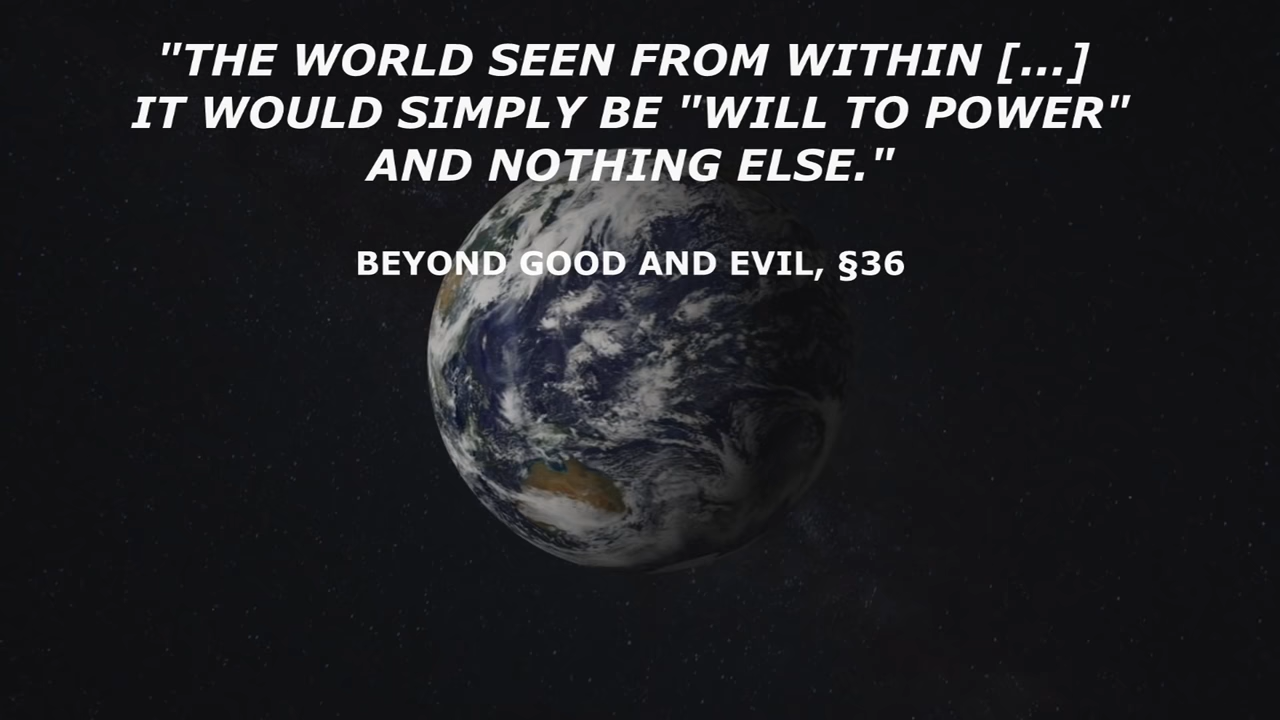 "THE WORLD SEEN FROM WITHIN [...]
IT WOULD SIMPLY BE "WILL TO POWER"
AND NOTHING ELSE."
BEYOND GOOD AND EVIL, §36